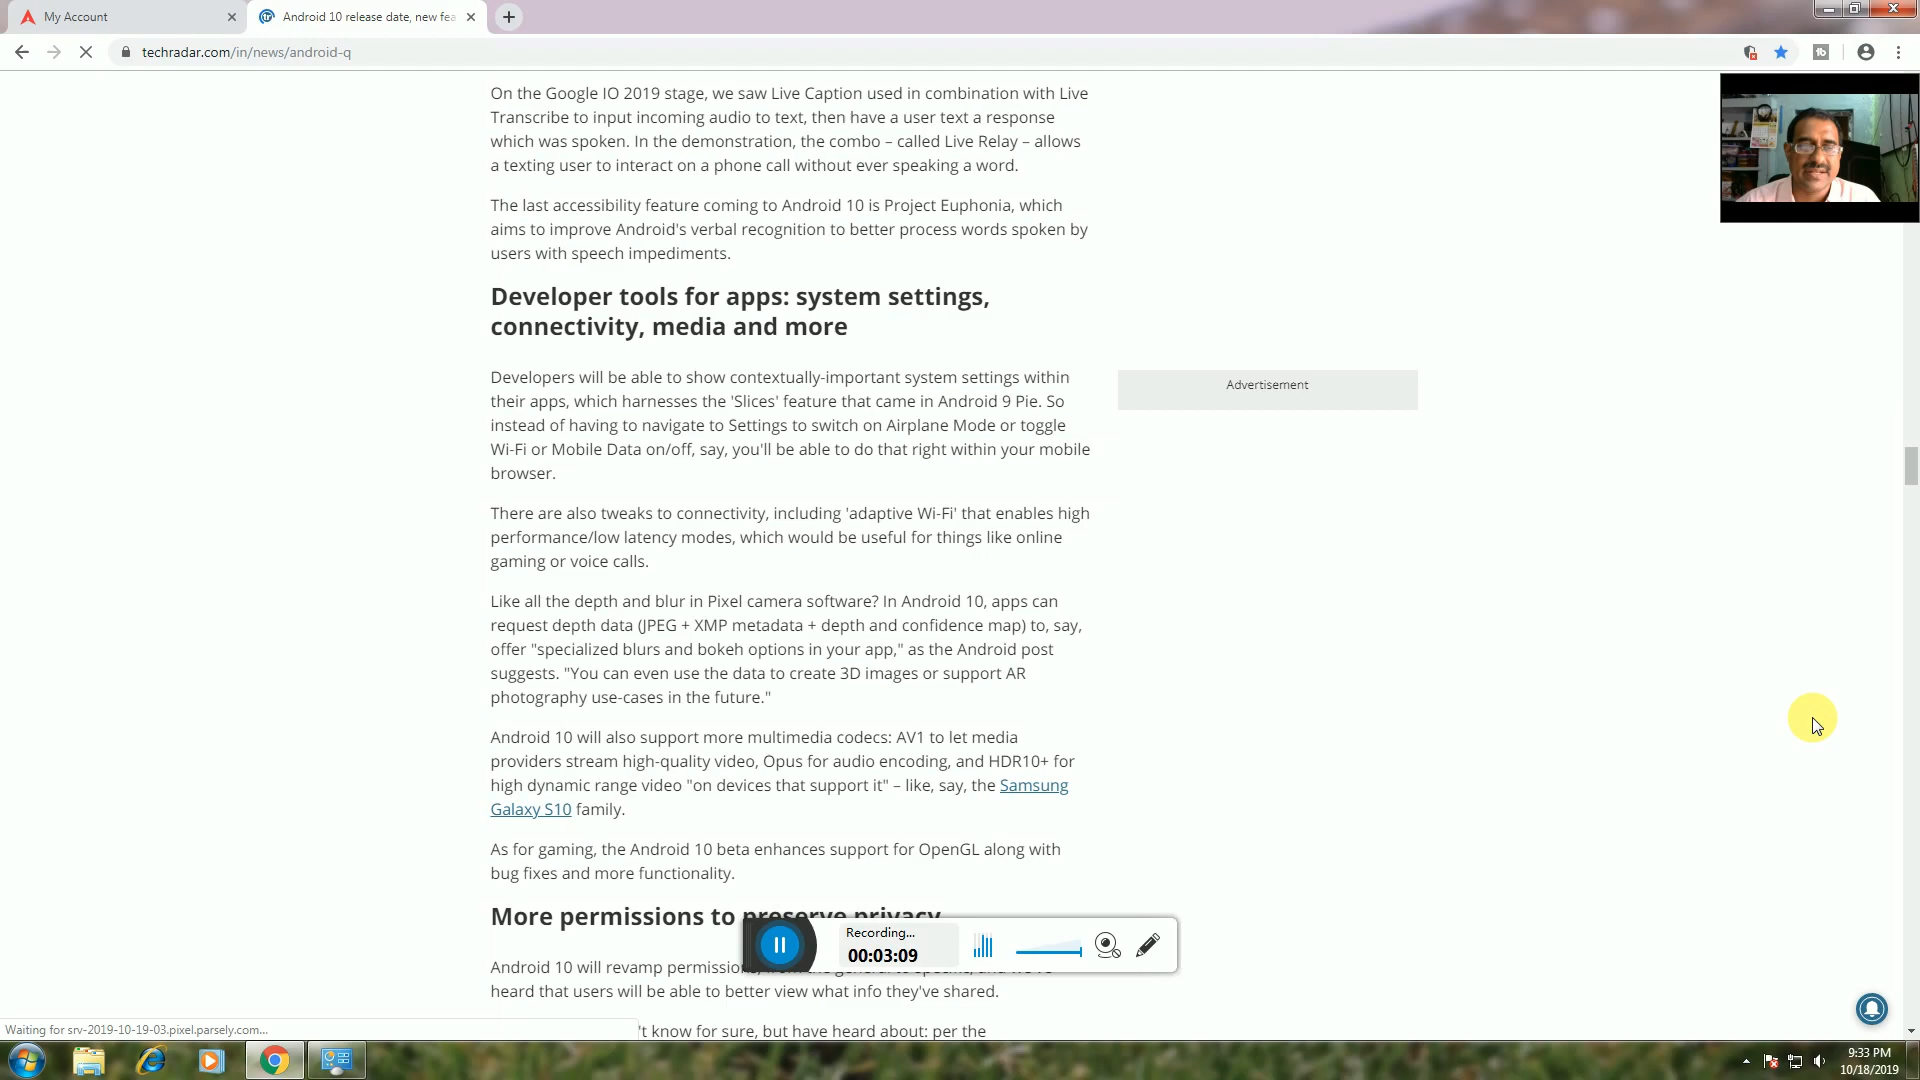 My Account
Android 10 release date, new fea
techradar.com/in/news/android-q
On the Google IO 2019 stage, we saw Live Caption used in combination with Live
Transcribe to input incoming audio to text, then have a user text a response
which was spoken. In the demonstration, the combo – called Live Relay – allows
a texting user to interact on a phone call without ever speaking a word.
The last accessibility feature coming to Android 10 is Project Euphonia, which
aims to improve Android's verbal recognition to better process words spoken by
users with speech impediments.
Developer tools for apps: system settings,
connectivity, media and more
Developers will be able to show contextually-important system settings within
their apps, which harnesses the 'Slices' feature that came in Android 9 Pie. So
instead of having to navigate to Settings to switch on Airplane Mode or toggle
Wi-Fi or Mobile Data on/off, say, you'll be able to do that right within your mobile
browser.
Advertisement
There are also tweaks to connectivity, including 'adaptive Wi-Fi' that enables high
performance/low latency modes, which would be useful for things like online
gaming or voice calls.
Like all the depth and blur in Pixel camera software? In Android 10, apps can
request depth data (JPEG + XMP metadata + depth and confidence map) to, say,
offer "specialized blurs and bokeh options in your app," as the Android post
suggests. "You can even use the data to create 3D images or support AR
photography use-cases in the future."
Android 10 will also support more multimedia codecs: AV1 to let media
providers stream high-quality video, Opus for audio encoding, and HDR10+ for
high dynamic range video "on devices that support it" – like, say, the Samsung
Galaxy S10 family.
As for gaming, the Android 10 beta enhances support for OpenGL along with
bug fixes and more functionality.
More permissions to preserve privacy
Recording...
00:03:09
Android 10 will revamp permissions, from the general to specific, and we've
heard that users will be able to better view what info they've shared.
Waiting for srv-2019-10-19-03.pixel.parsely.com...
't know for sure, but have heard about: per the
9:33 PM
10/18/2019